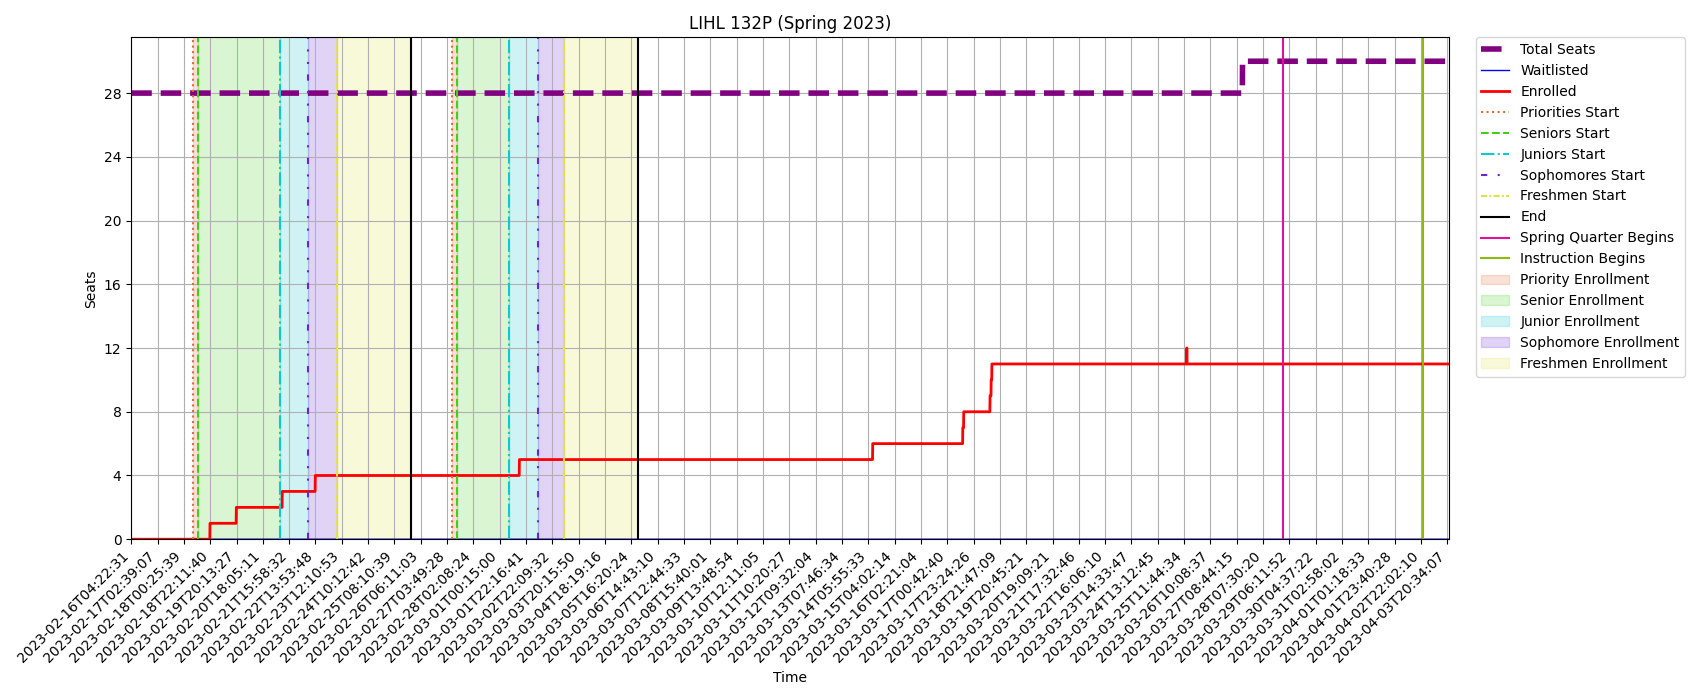 LIHL 132P (Spring 2023)
Seats
28
24
20
16
12
8
4
0
2023-02-16T04:22:31
2023-02-17T02:39:07
2023-02-18T00:25:39
2023-02-18T22:11:40
2023-02-19T20:13:27
2023-02-20T18:05:11
2023-02-21T15:58:32
2023-02-22T13:53:48
2023-02-23T12:10:53
2023-02-24T10:12:42
2023-02-25T08:10:39
2023-02-26T06:11:03
2023-02-27T03:49:28
2023-02-28T02:08:24
2023-03-01T00:15:00
2023-03-01T22:16:41
2023-03-02T22:09:32
2023-03-03T20:15:50
2023-03-04T18:19:16
2023-03-05T16:20:24
2023-03-06T14:43:10
2023-03-07T12:44:33
2023-03-08T15:40:01
2023-03-09T13:48:54
2023-03-10T12:11:05
2023-03-11T10:20:27
2023-03-12T09:32:04
2023-03-13T07:46:34
2023-03-14T05:55:33
2023-03-15T04:02:14
2023-03-16T02:21:04
2023-03-17T00:42:40
2023-03-17T23:24:26
2023-03-18T21:47:09
2023-03-19T20:45:21
2023-03-20T19:09:21
2023-03-21T17:32:46
2023-03-22T16:06:10
2023-03-23T14:33:47
2023-03-24T13:12:45
2023-03-25T11:44:34
2023-03-26T10:08:37
2023-03-27T08:44:15
2023-03-28T07:30:20
2023-03-29T06:11:52
2023-03-30T04:37:22
2023-03-31T02:58:02
2023-04-01T01:18:33
2023-04-01T23:40:28
2023-04-02T22:02:10
2023-04-03T20:34:07
Time
Total Seats
Waitlisted
Enrolled
Priorities Start
Seniors Start
Juniors Start
Sophomores Start
Freshmen Start
End
Spring Quarter Begins
Instruction Begins
Priority Enrollment
Senior Enrollment
Junior Enrollment
Sophomore Enrollment
Freshmen Enrollment